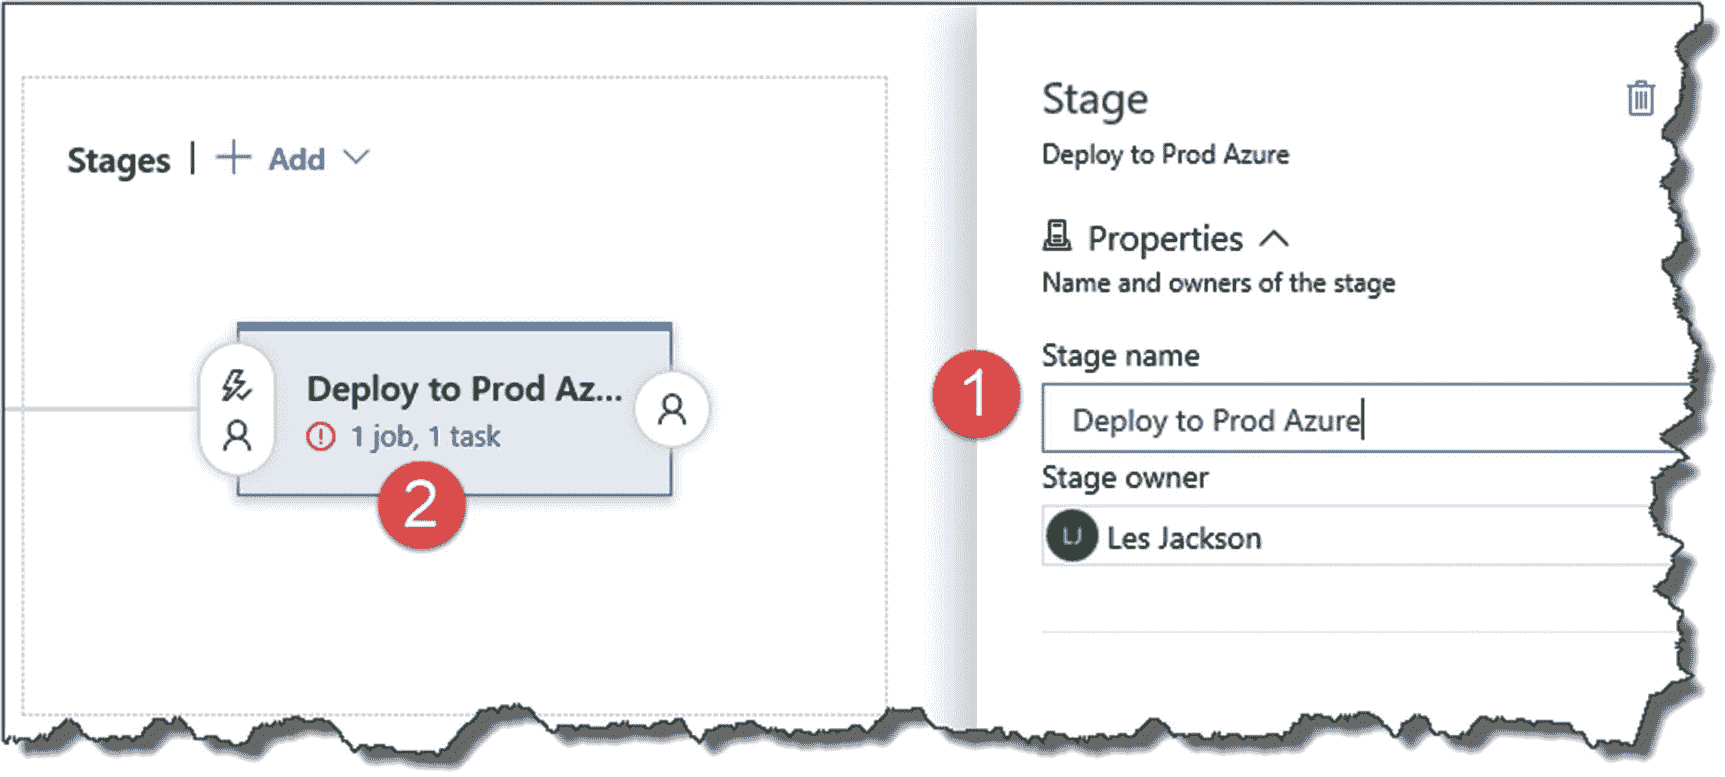 Stages | + Add
Deploy to Prod Az...
1 job, 1 task
2
Stage
Deploy to Prod Azure
Properties
Name and owners of the stage
Stage name
1
Deploy to Prod Azure
Stage owner
LJ Les Jackson